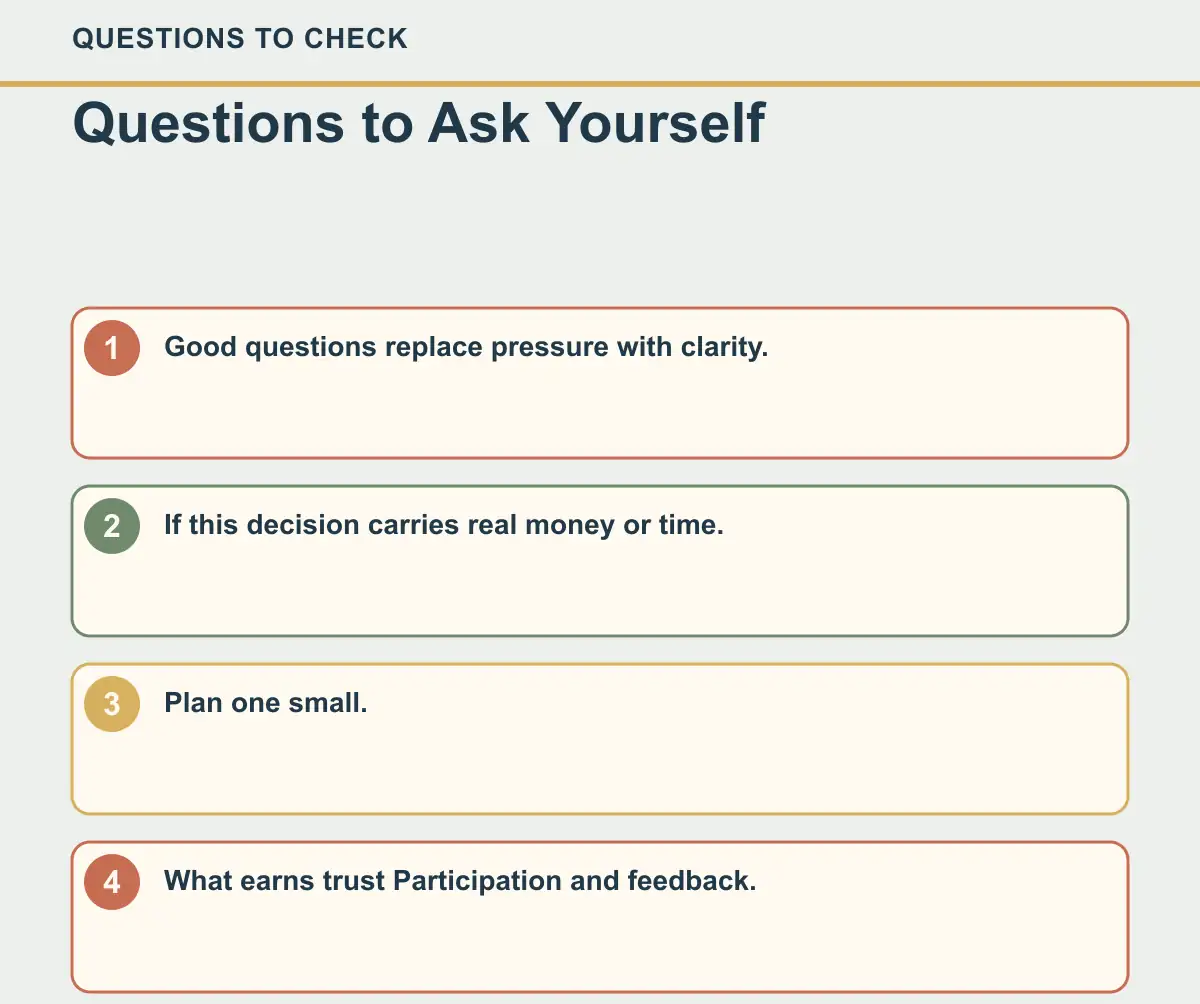 QUESTIONS TO CHECK
Questions to Ask Yourself
1 Good questions replace pressure with clarity.
2 If this decision carries real money or time.
3 Plan one small.
4 What earns trust Participation and feedback.